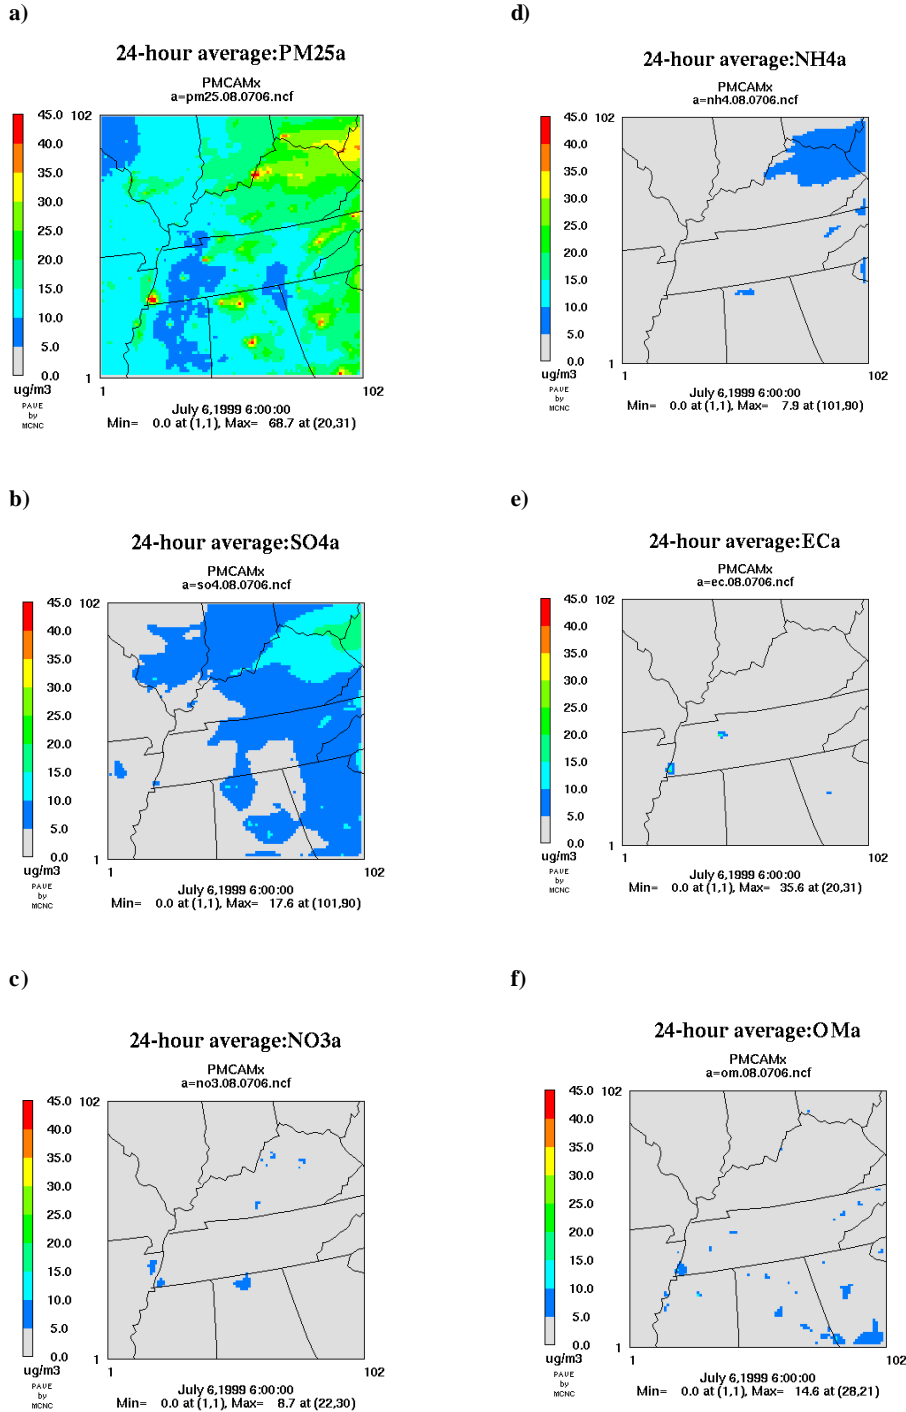 a)
24-hour average:PM25a
PMCAMx
a=pm25.08.0706.ncf
45.0
40.0
35.0
30.0
25.0
20.0
15.0
10.0
5.0
0.0
ug/m3
PAVE
by
MCNC
102
1
1
102
July 6,1999 6:00:00
Min= 0.0 at (1,1), Max= 68.7 at (20,31)
d)
24-hour average:NH4a
PMCAMx
a=nh4.08.0706.ncf
45.0
40.0
35.0
30.0
25.0
20.0
15.0
10.0
5.0
0.0
ug/m3
PAVE
by
MCNC
102
1
1
102
July 6,1999 6:00:00
Min= 0.0 at (1,1), Max= 7.9 at (101,90)
b)
24-hour average:SO4a
PMCAMx
a=so4.08.0706.ncf
45.0
40.0
35.0
30.0
25.0
20.0
15.0
10.0
5.0
0.0
ug/m3
PAVE
by
MCNC
102
1
1
102
July 6,1999 6:00:00
Min= 0.0 at (1,1), Max= 17.6 at (101,90)
e)
24-hour average:ECa
PMCAMx
a=ec.08.0706.ncf
45.0
40.0
35.0
30.0
25.0
20.0
15.0
10.0
5.0
0.0
ug/m3
PAVE
by
MCNC
102
1
1
102
July 6,1999 6:00:00
Min= 0.0 at (1,1), Max= 35.6 at (20,31)
c)
24-hour average:NO3a
PMCAMx
a=no3.08.0706.ncf
45.0
40.0
35.0
30.0
25.0
20.0
15.0
10.0
5.0
0.0
ug/m3
PAVE
by
MCNC
102
1
1
102
July 6,1999 6:00:00
Min= 0.0 at (1,1), Max= 8.7 at (22,30)
f)
24-hour average:OMa
PMCAMx
a=om.08.0706.ncf
45.0
40.0
35.0
30.0
25.0
20.0
15.0
10.0
5.0
0.0
ug/m3
PAVE
by
MCNC
102
1
1
102
July 6,1999 6:00:00
Min= 0.0 at (1,1), Max= 14.6 at (28,21)